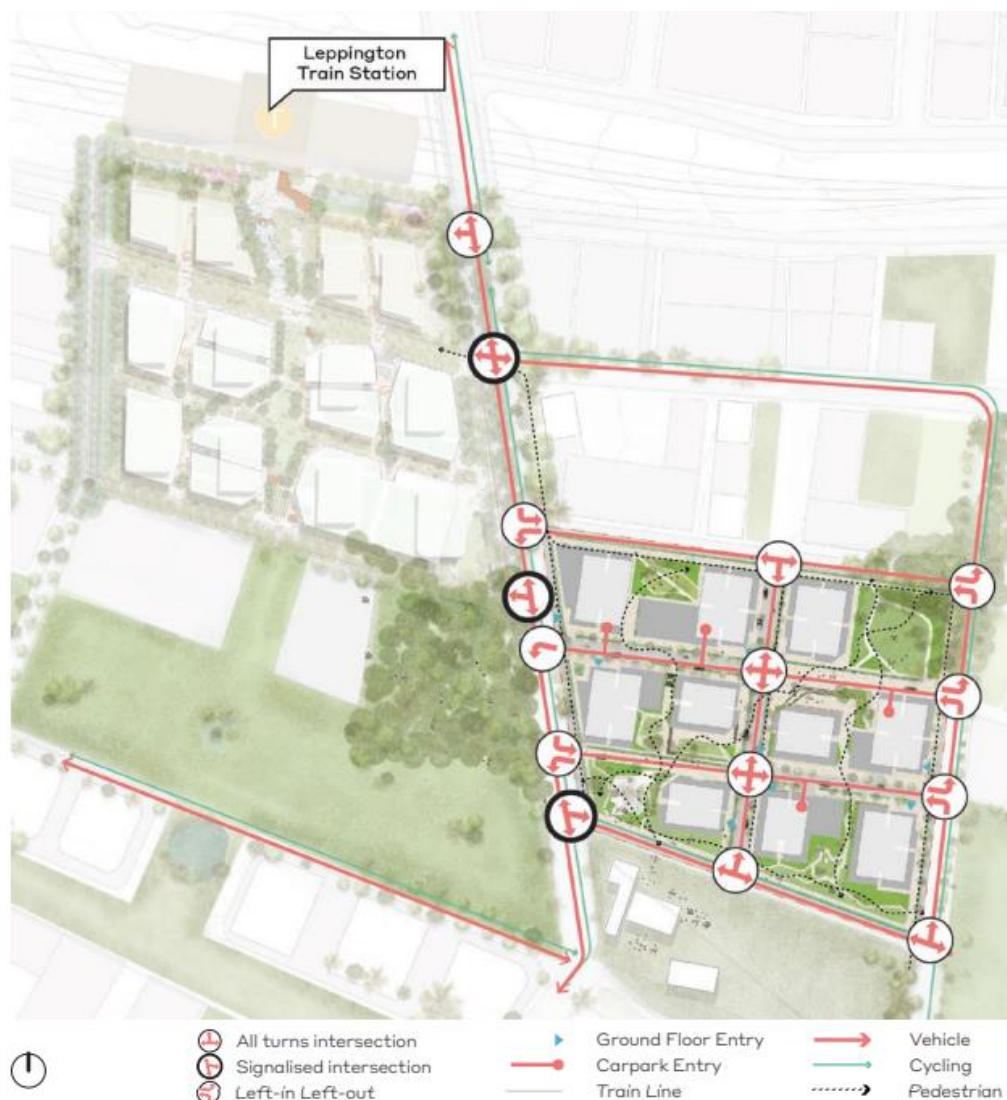 Leppington
Train Station
All turns intersection
Signalised intersection
Left-in Left-out
Ground Floor Entry
Carpark Entry
Train Line
Vehicle
Cycling
Pedestrian